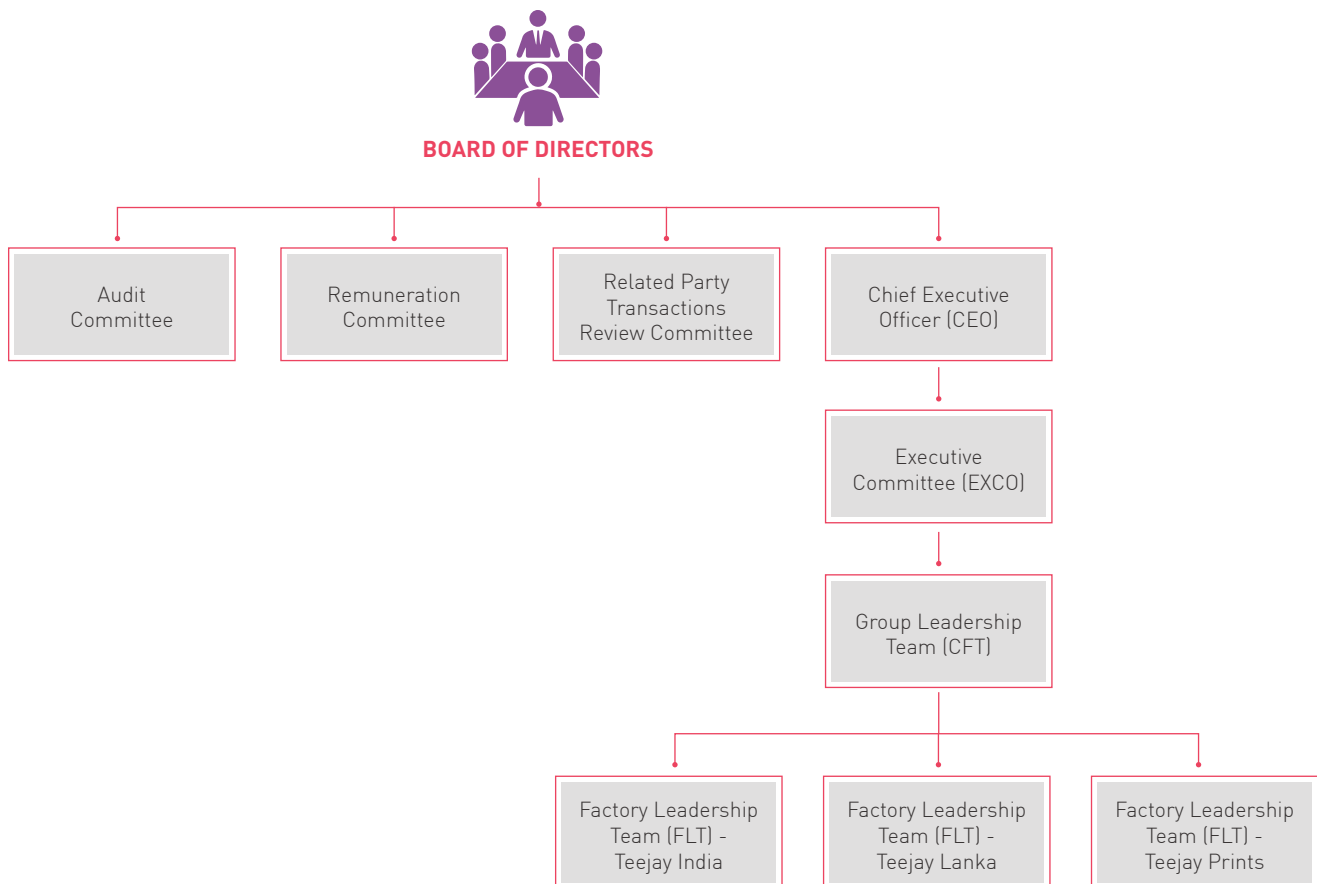 BOARD OF DIRECTORS
Audit
Committee
Remuneration
Committee
Related Party
Transactions
Review Committee
Chief Executive
Officer (CEO)
Executive
Committee (EXCO)
Group Leadership
Team (CFT)
Factory Leadership
Team (FLT) -
Teejay India
Factory Leadership
Team (FLT) -
Teejay Lanka
Factory Leadership
Team (FLT) -
Teejay Prints